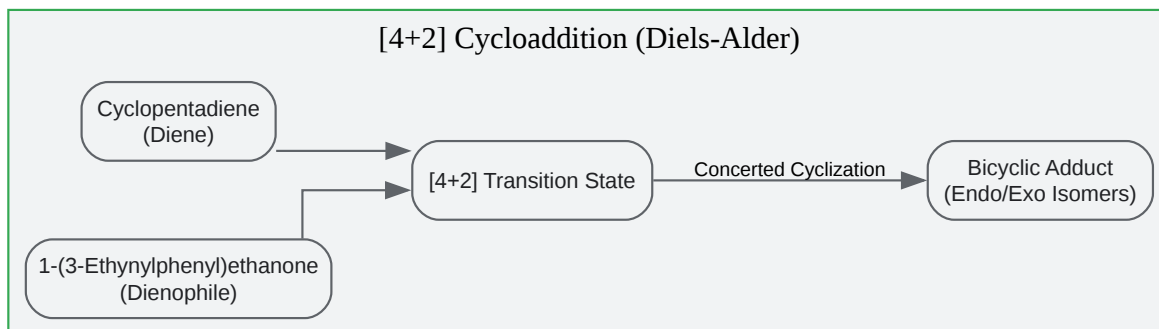 [4+2] Cycloaddition (Diels-Alder)
Cyclopentadiene
(Diene)
[4+2] Transition State
Concerted Cyclization
Bicyclic Adduct
(Endo/Exo Isomers)
1-(3-Ethynylphenyl)ethanone
(Dienophile)